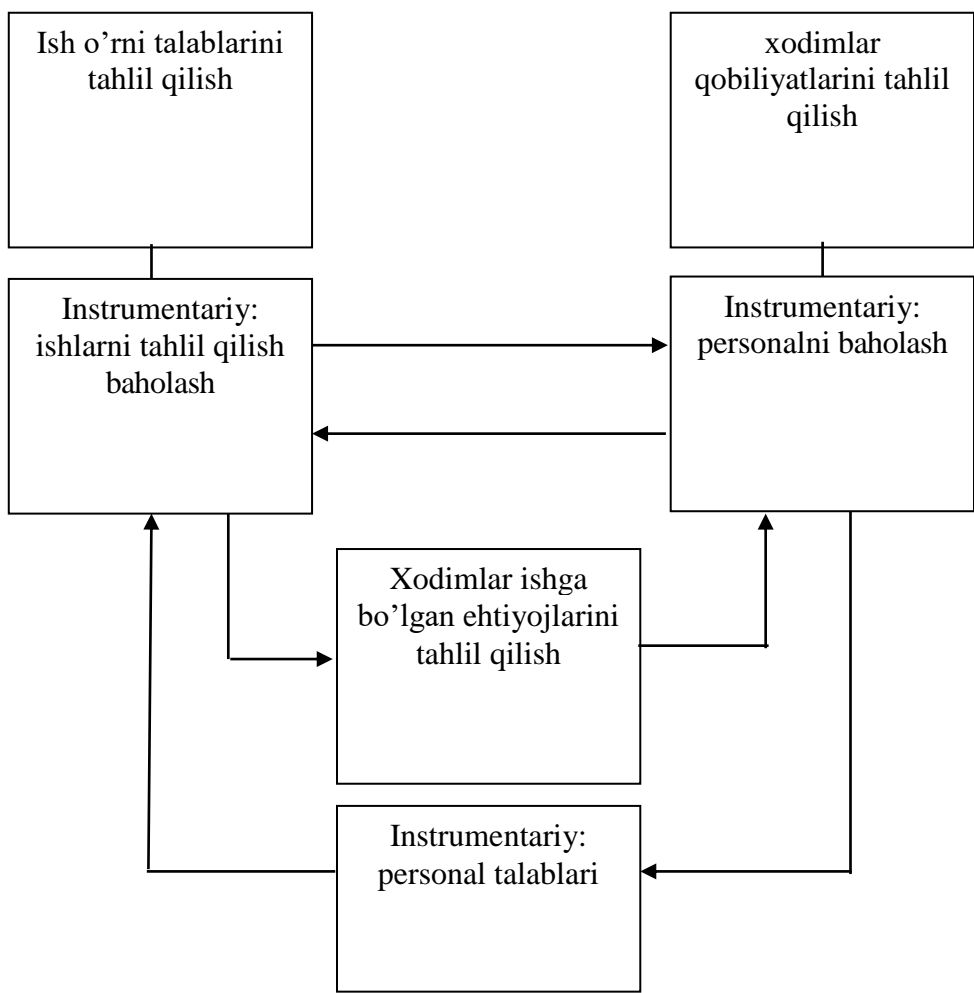 Ish o’rni talablarini
tahlil qilish
xodimlar
qobiliyatlarini tahlil
qilish
Instrumentariy:
ishlarni tahlil qilish
baholash
Instrumentariy:
personalni baholash
Xodimlar ishga
bo’lgan ehtiyojlarini
tahlil qilish
Instrumentariy:
personal talablari